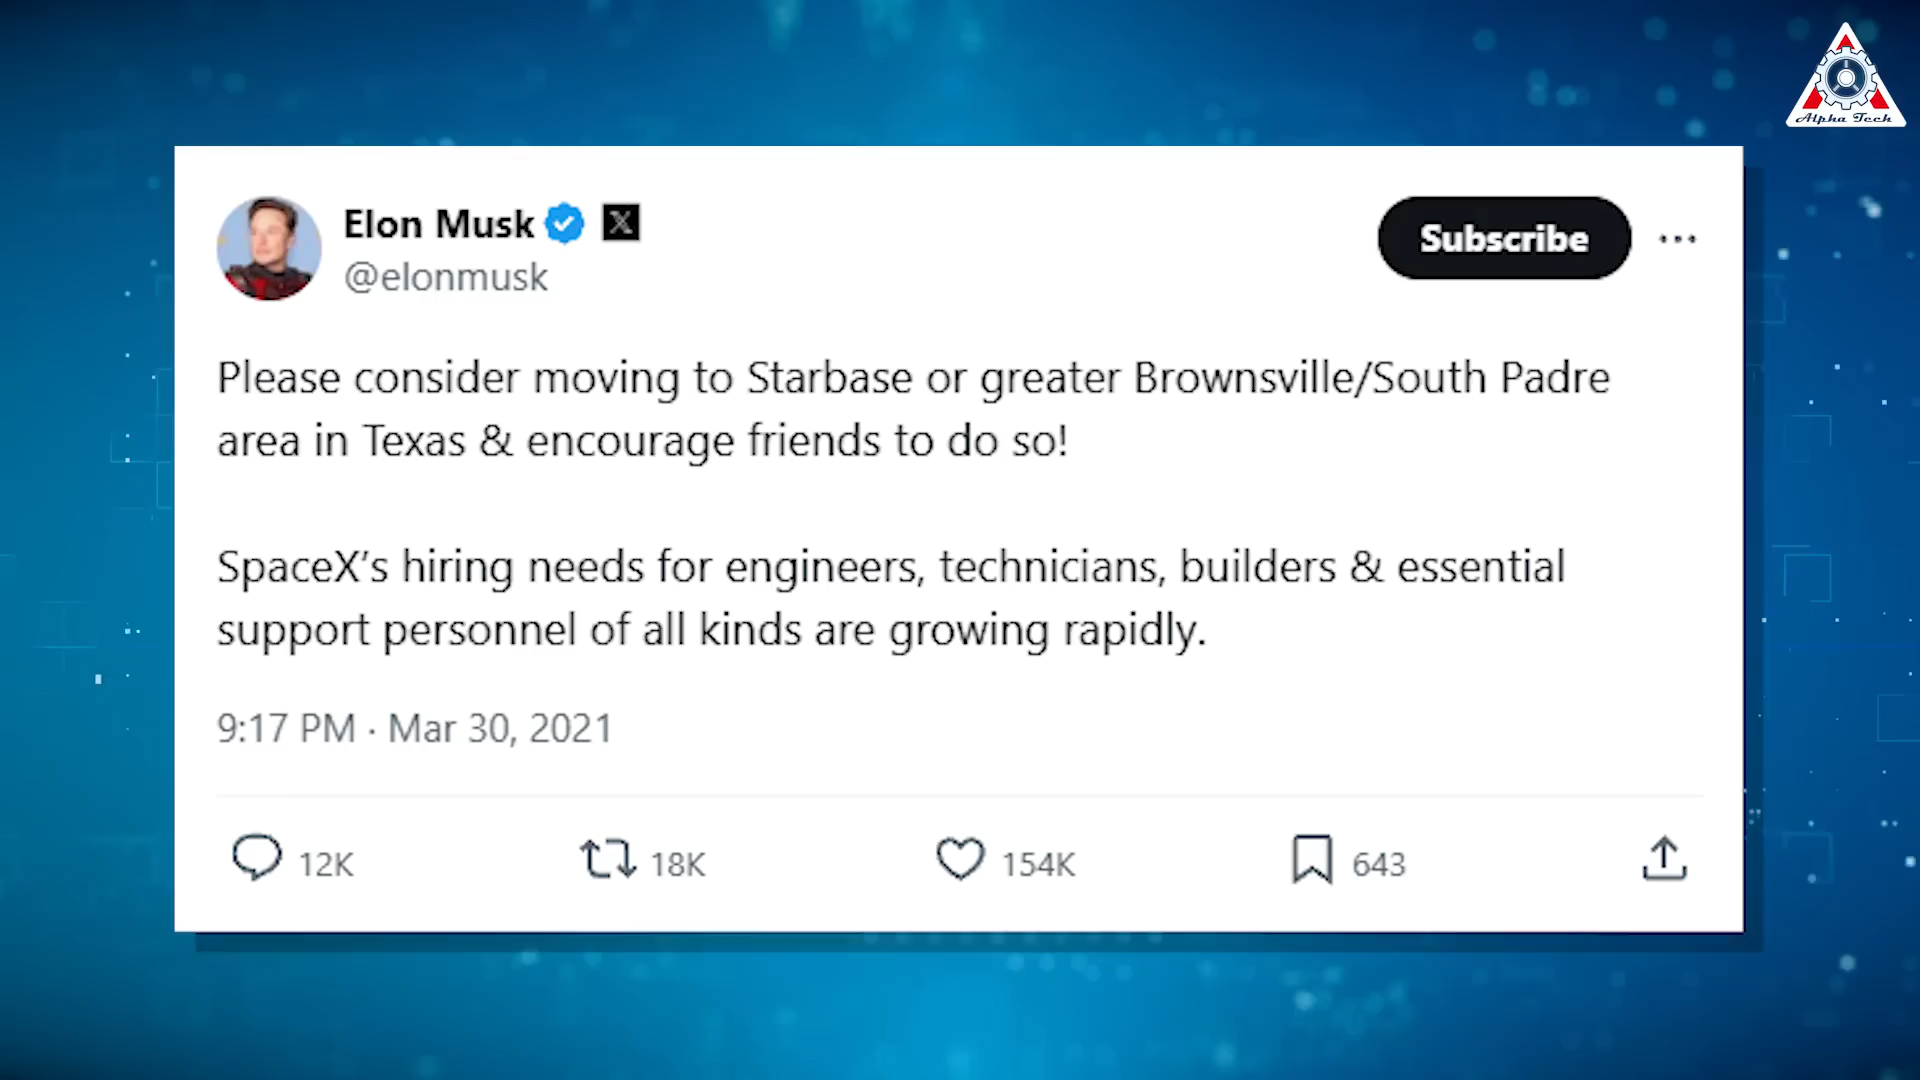 Alpha Tech
Elon Musk
@elonmusk
Subscribe
Please consider moving to Starbase or greater Brownsville/South Padre
area in Texas & encourage friends to do so!
SpaceX’s hiring needs for engineers, technicians, builders & essential
support personnel of all kinds are growing rapidly.
9:17 PM · Mar 30, 2021
12K 18K 154K 643